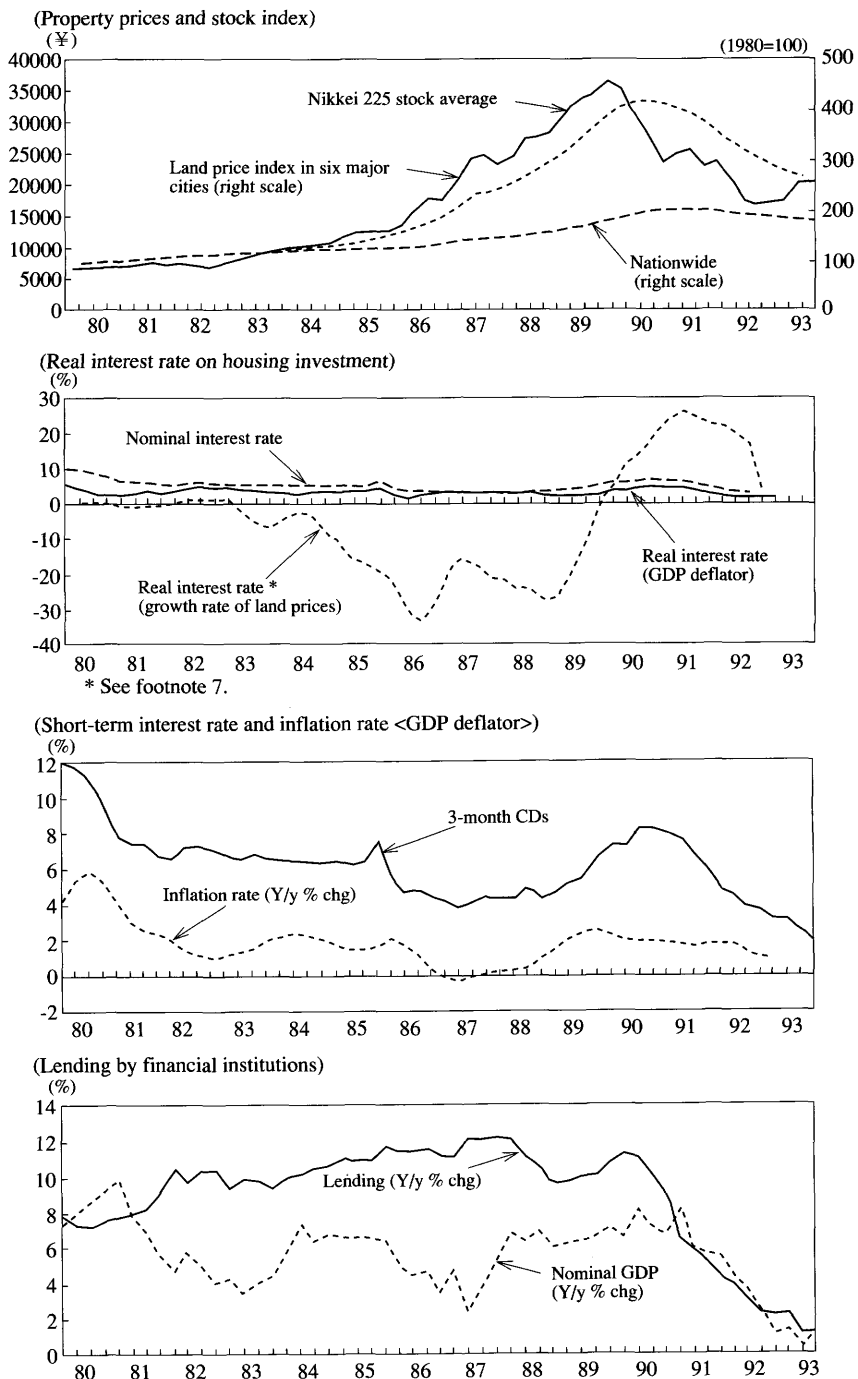 (Property prices and stock index)
(¥)
(1980=100)
40000
35000
30000
25000
20000
15000
10000
5000
0
500
400
300
200
100
0
Nikkei 225 stock average
Land price index in six major
cities (right scale)
Nationwide
(right scale)
80 81 82 83 84 85 86 87 88 89 90 91 92 93
(Real interest rate on housing investment)
(%)
30
20
10
0
-10
-20
-30
-40
Nominal interest rate
Real interest rate
(GDP deflator)
Real interest rate *
(growth rate of land prices)
80 81 82 83 84 85 86 87 88 89 90 91 92 93
* See footnote 7.
(Short-term interest rate and inflation rate <GDP deflator>)
(%)
12
10
8
6
4
2
0
-2
3-month CDs
Inflation rate (Y/y % chg)
80 81 82 83 84 85 86 87 88 89 90 91 92 93
(Lending by financial institutions)
(%)
14
12
10
8
6
4
2
0
Lending (Y/y % chg)
Nominal GDP
(Y/y % chg)
80 81 82 83 84 85 86 87 88 89 90 91 92 93